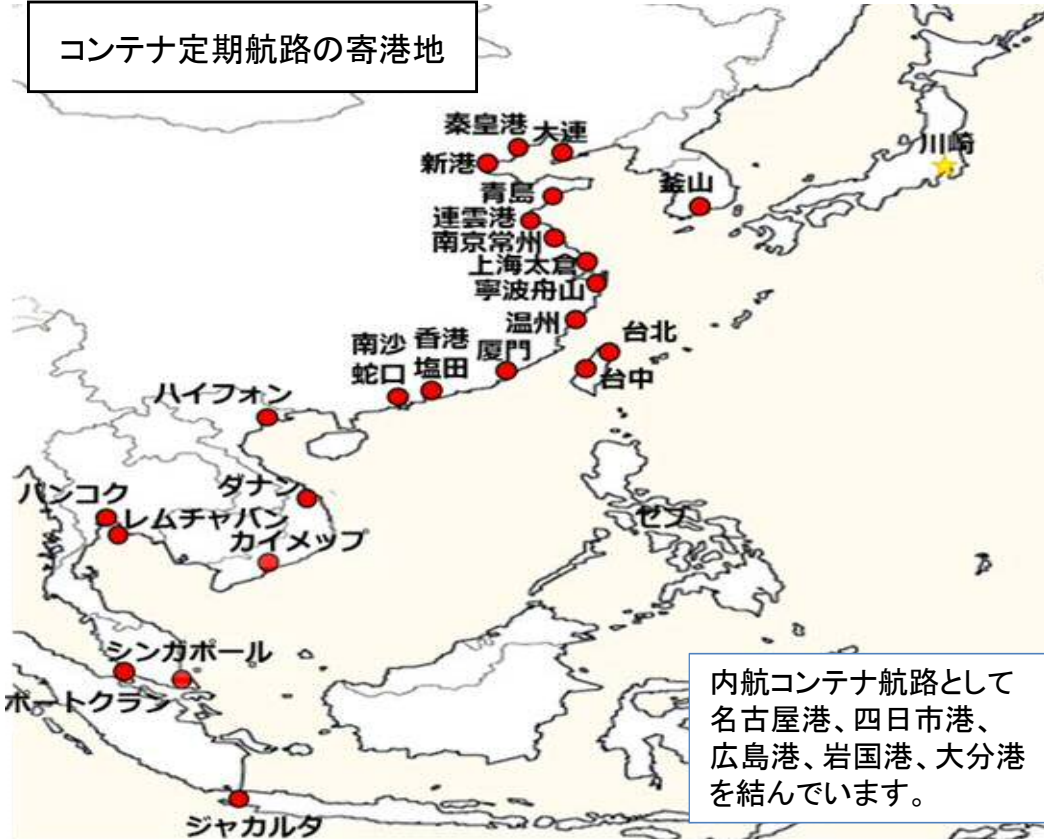 コンテナ定期航路の寄港地
秦皇港
大連
新港
川崎
釜山
青島
連雲港
南京常州
上海太倉
寧波舟山
温州
台北
台中
南沙
香港
厦門
蛇口
塩田
ハイフォン
ダナン
バンコク
レムチャバン
カイメップ
セブ
シンガポール
ポートクラン
ジャカルタ
内航コンテナ航路として
名古屋港、四日市港、
広島港、岩国港、大分港
を結んでいます。